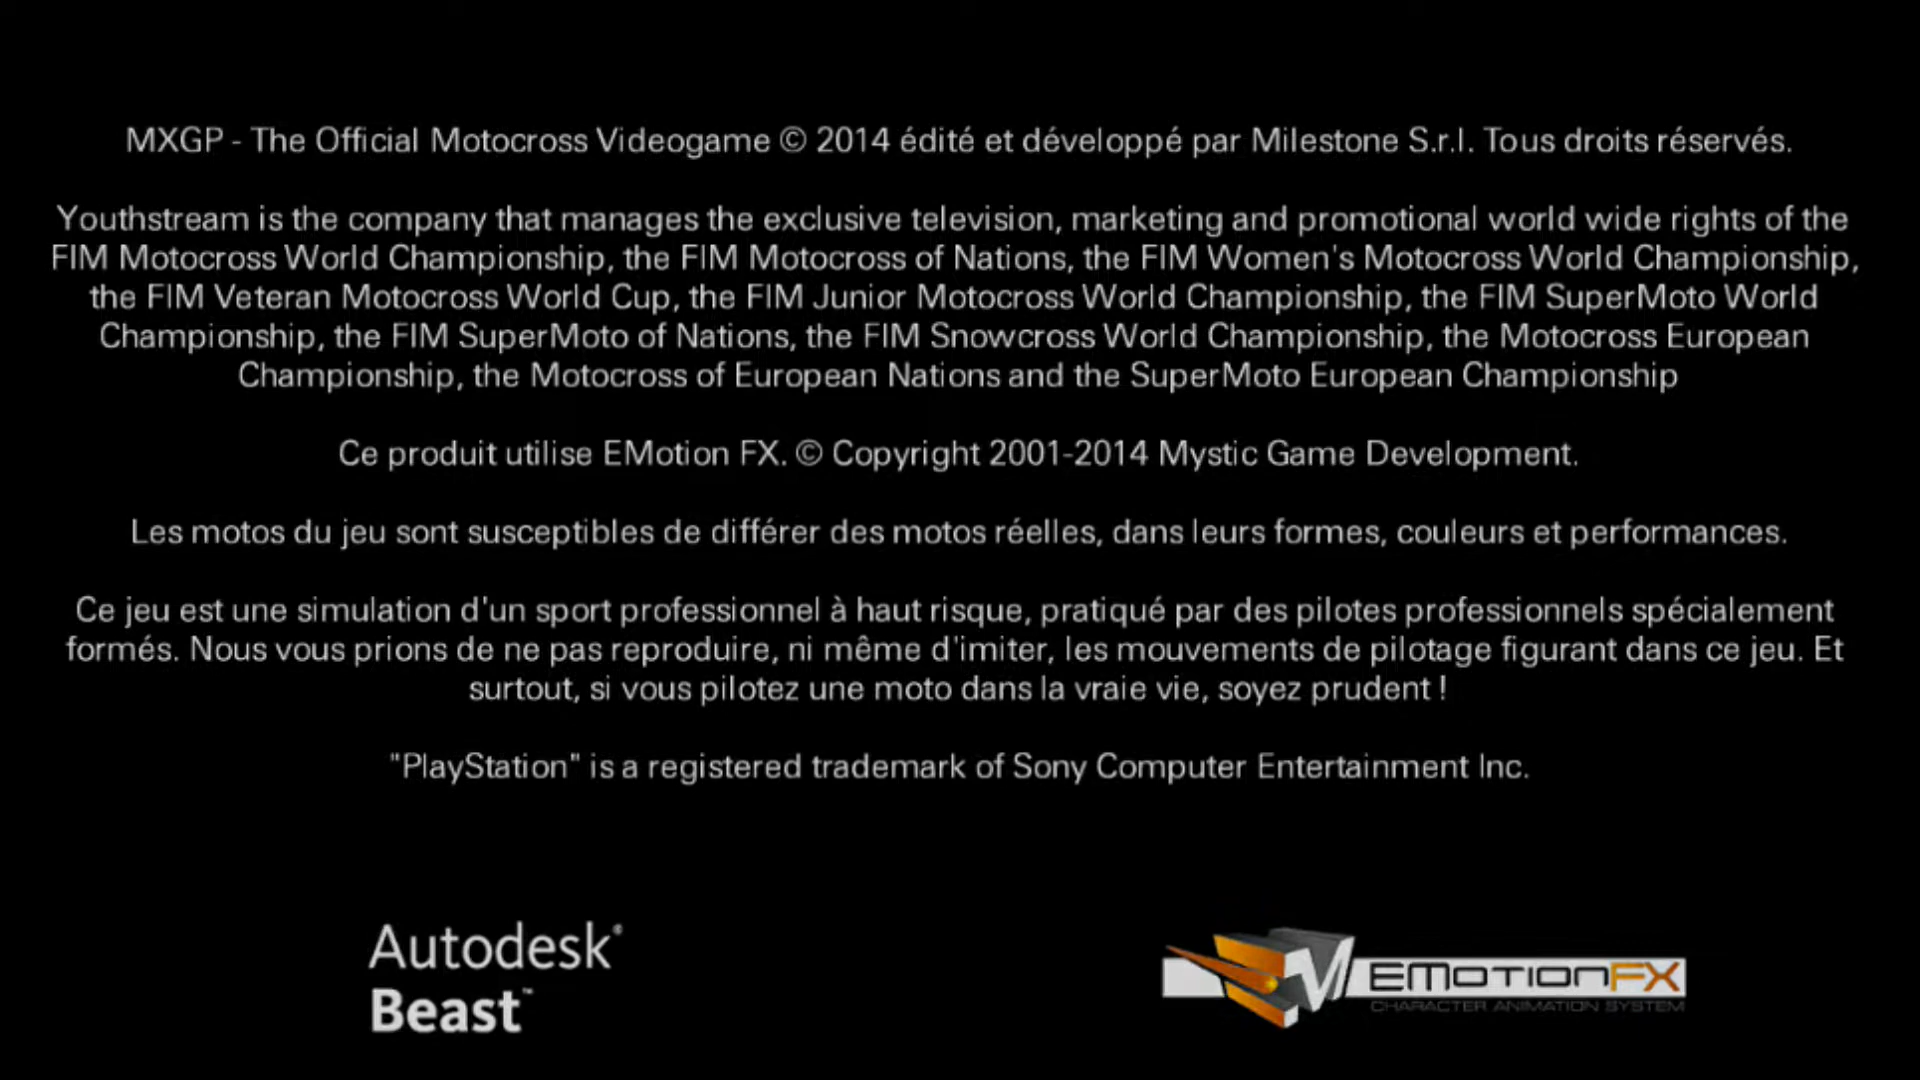 MXGP - The Official Motocross Videogame © 2014 édité et développé par Milestone S.r.l. Tous droits réservés.
Youthstream is the company that manages the exclusive television, marketing and promotional world wide rights of the
FIM Motocross World Championship, the FIM Motocross of Nations, the FIM Women's Motocross World Championship,
the FIM Veteran Motocross World Cup, the FIM Junior Motocross World Championship, the FIM SuperMoto World
Championship, the FIM SuperMoto of Nations, the FIM Snowcross World Championship, the Motocross European
Championship, the Motocross of European Nations and the SuperMoto European Championship
Ce produit utilise EMotion FX. © Copyright 2001-2014 Mystic Game Development.
Les motos du jeu sont susceptibles de différer des motos réelles, dans leurs formes, couleurs et performances.
Ce jeu est une simulation d'un sport professionnel à haut risque, pratiqué par des pilotes professionnels spécialement
formés. Nous vous prions de ne pas reproduire, ni même d'imiter, les mouvements de pilotage figurant dans ce jeu. Et
surtout, si vous pilotez une moto dans la vraie vie, soyez prudent !
"PlayStation" is a registered trademark of Sony Computer Entertainment Inc.
Autodesk®
Beast™
EMotionFX
CHARACTER ANIMATION SYSTEM